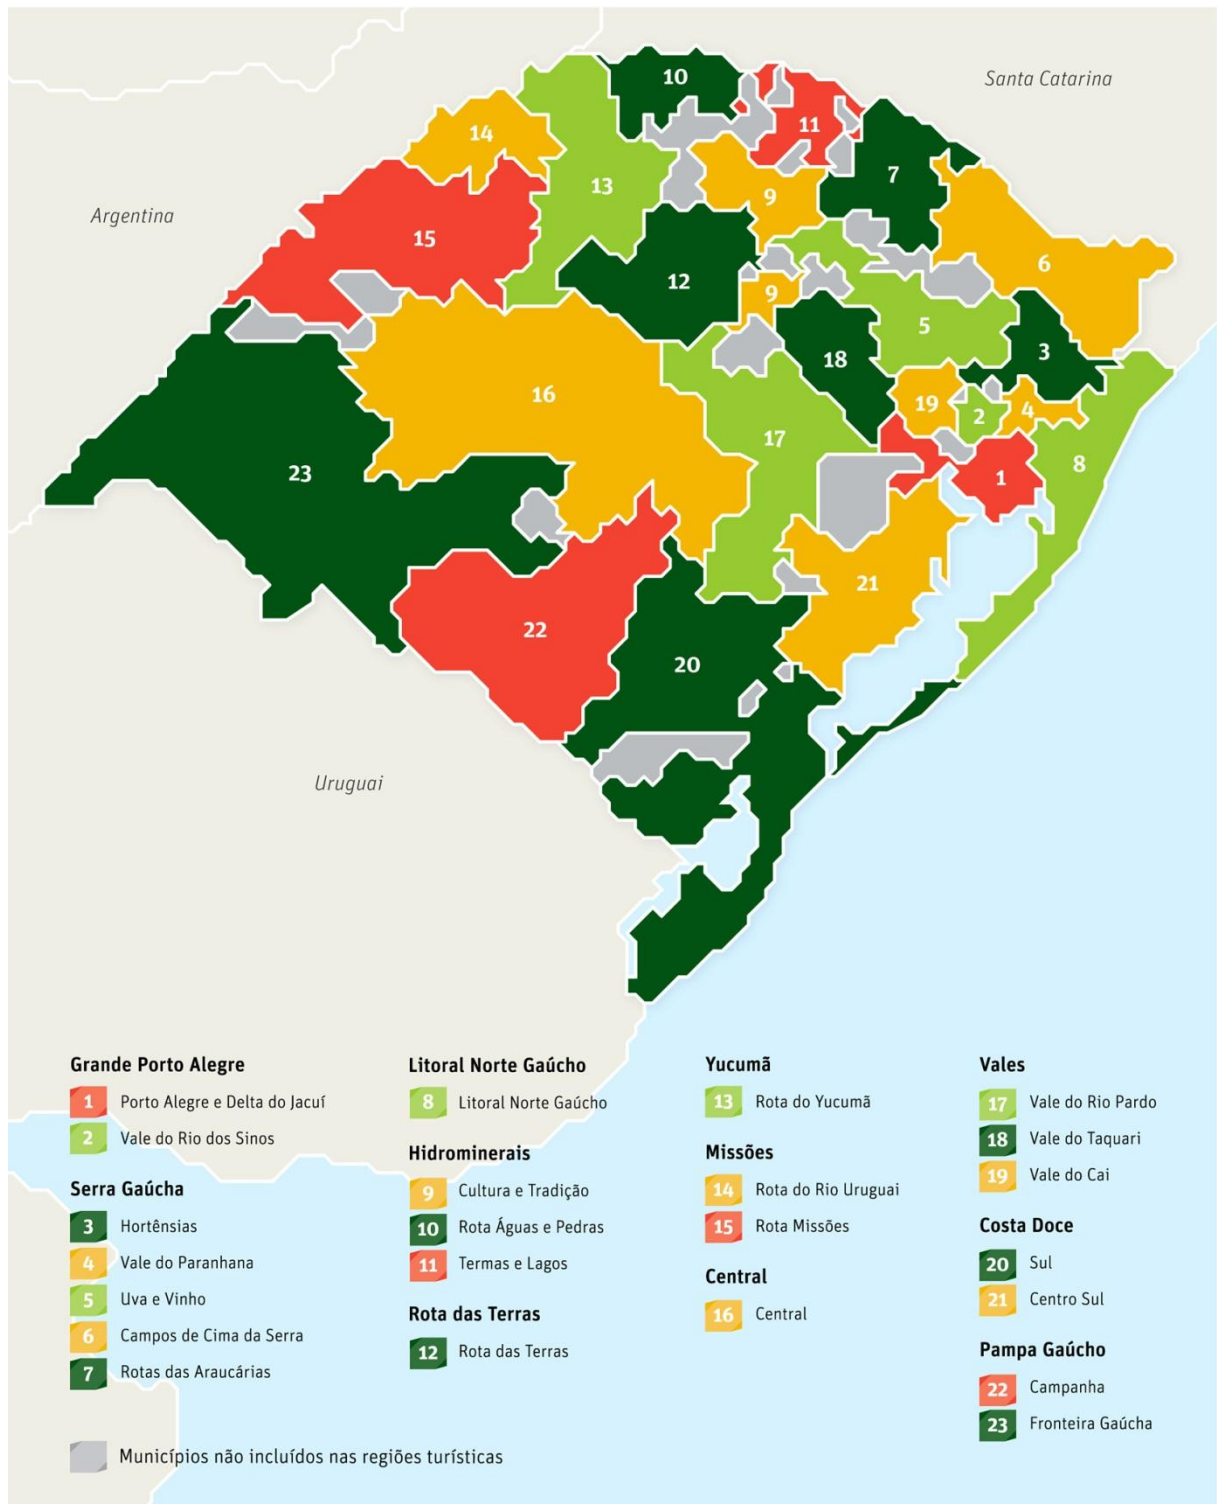 10
Santa Catarina
14
11
7
13
9
Argentina
15
6
12
9
5
18
3
16
19
2
4
17
23
1
8
21
22
20
Uruguai
Grande Porto Alegre
1 Porto Alegre e Delta do Jacuí
2 Vale do Rio dos Sinos
Serra Gaúcha
3 Hortênsias
4 Vale do Paranhana
5 Uva e Vinho
6 Campos de Cima da Serra
7 Rotas das Araucárias
Litoral Norte Gaúcho
8 Litoral Norte Gaúcho
Hidrominerais
9 Cultura e Tradição
10 Rota Águas e Pedras
11 Termas e Lagos
Rota das Terras
12 Rota das Terras
Yucumã
13 Rota do Yucumã
Missões
14 Rota do Rio Uruguai
15 Rota Missões
Central
16 Central
Vales
17 Vale do Rio Pardo
18 Vale do Taquari
19 Vale do Cai
Costa Doce
20 Sul
21 Centro Sul
Pampa Gaúcho
22 Campanha
23 Fronteira Gaúcha
Municípios não incluídos nas regiões turísticas